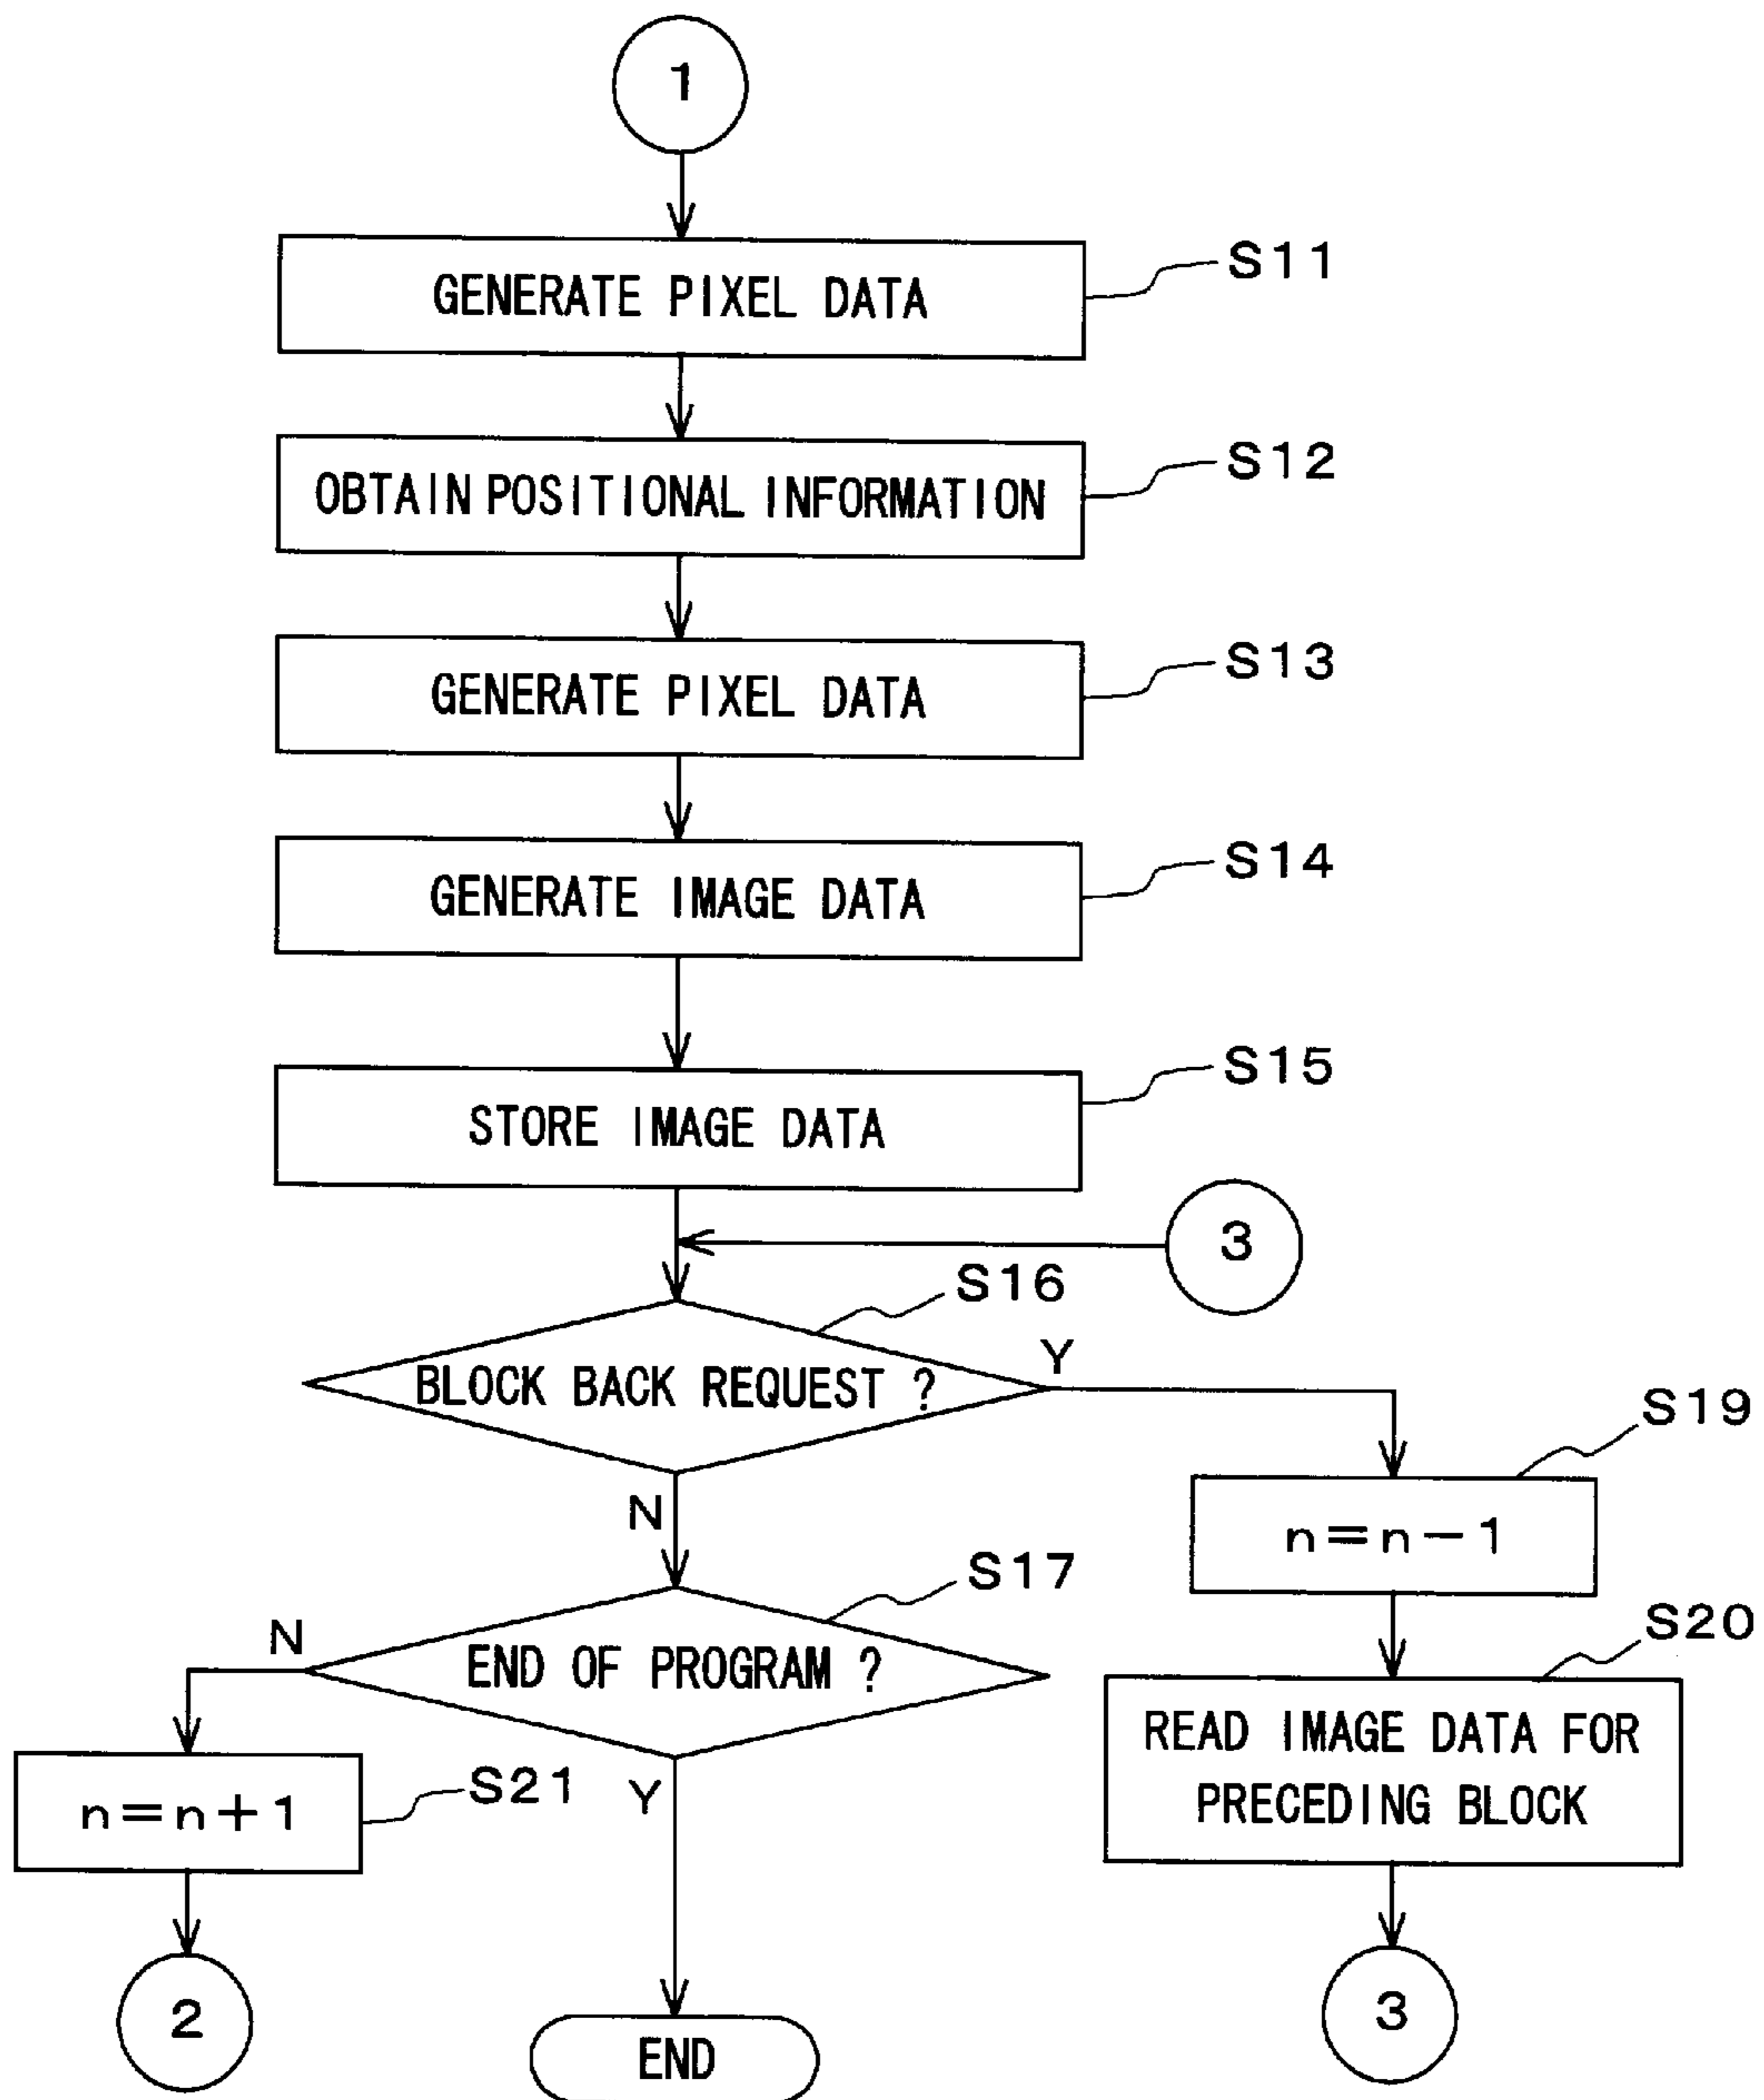 1
GENERATE PIXEL DATA
S11
OBTAIN POSITIONAL INFORMATION
S12
GENERATE PIXEL DATA
S13
GENERATE IMAGE DATA
S14
STORE IMAGE DATA
S15
3
S16
BLOCK BACK REQUEST ?
Y
N
S19
n=n-1
S17
END OF PROGRAM ?
N
Y
S20
READ IMAGE DATA FOR
PRECEDING BLOCK
S21
n=n+1
2
END
3